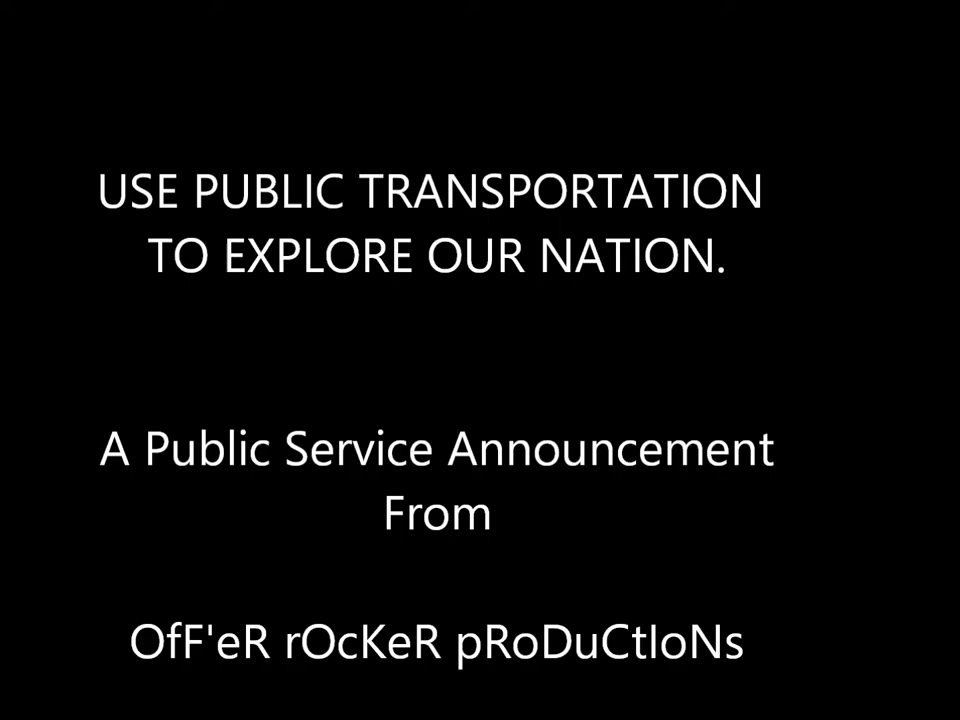 USE PUBLIC TRANSPORTATION
TO EXPLORE OUR NATION.
A Public Service Announcement
From
OfF'eR rOcKeR pRoDuCtIoNs